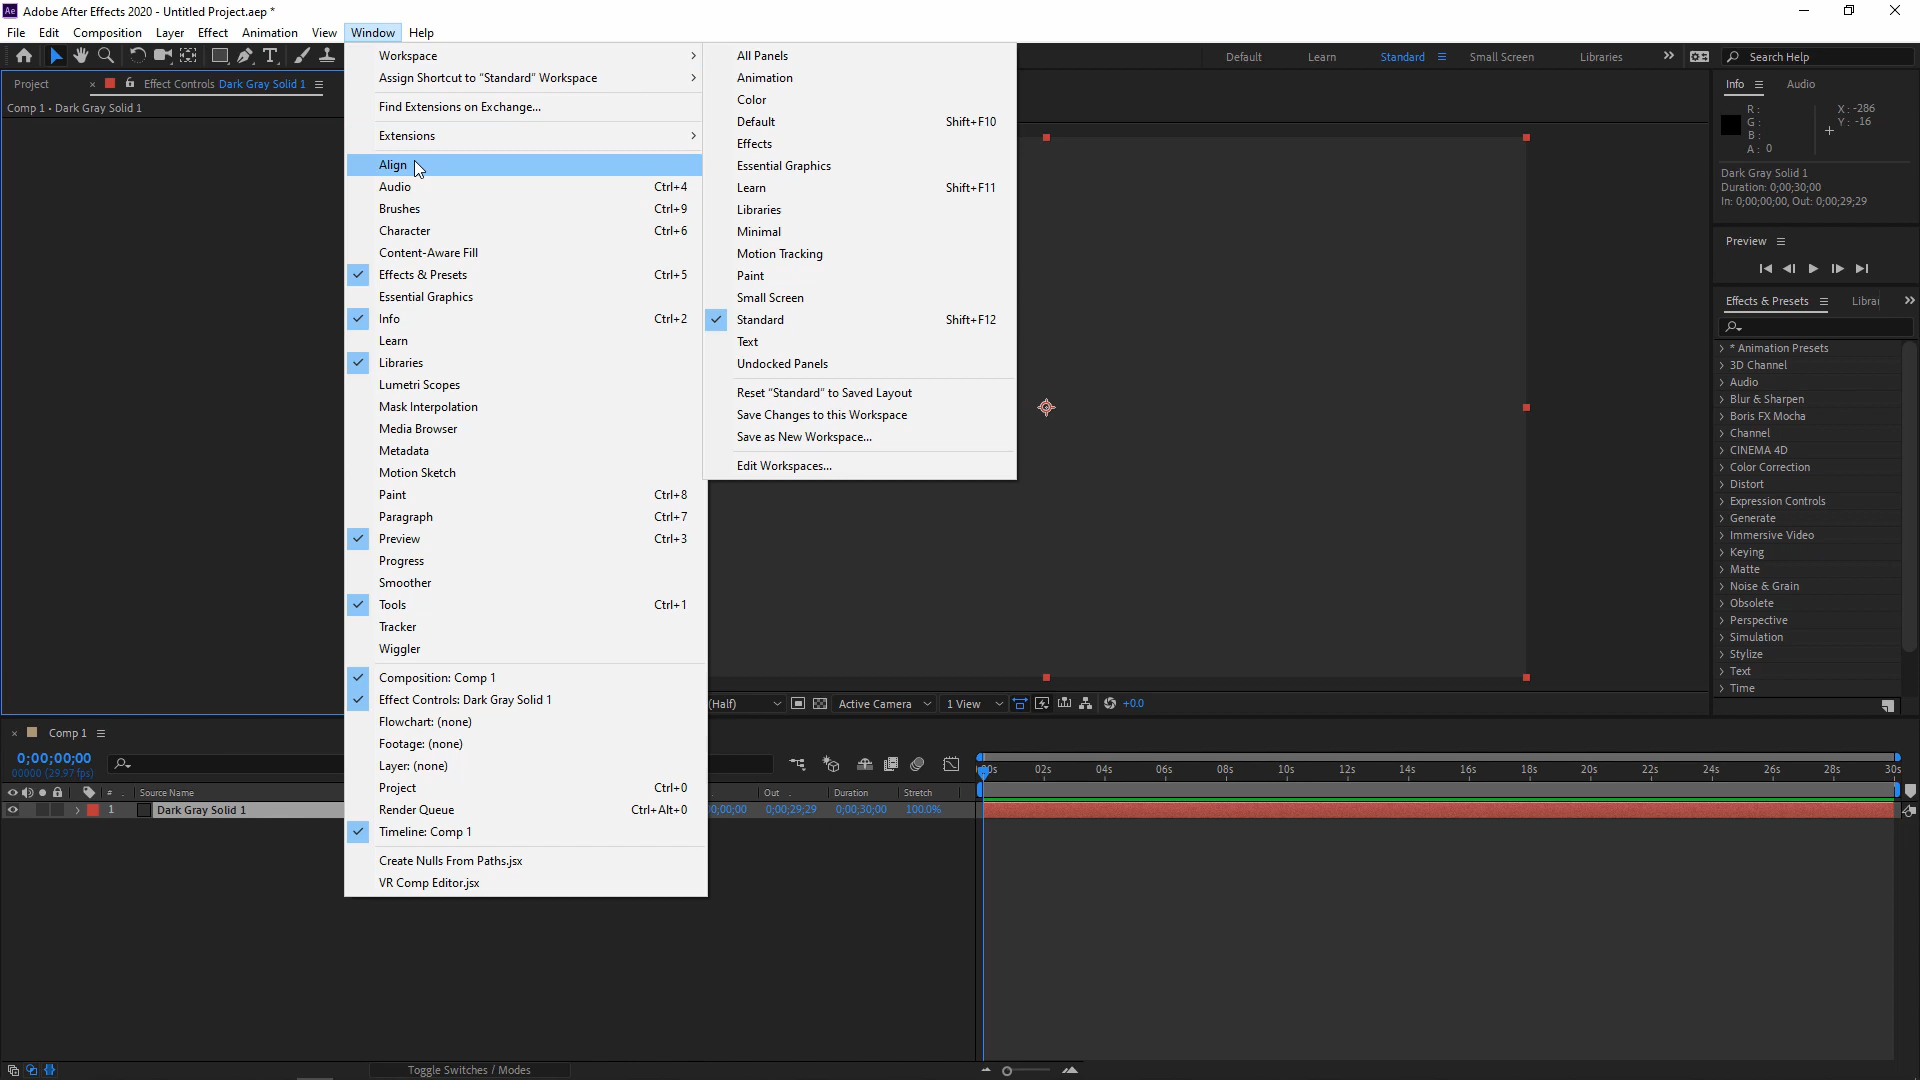 Adobe After Effects 2020 - Untitled Project.aep *
File Edit Composition Layer Effect Animation View Window Help
Default Learn Standard Small Screen Libraries Search Help
Project Effect Controls Dark Gray Solid 1
Comp 1 • Dark Gray Solid 1
Workspace
Assign Shortcut to “Standard” Workspace
Find Extensions on Exchange...
Extensions
Align
Audio Ctrl+4
Brushes Ctrl+9
Character Ctrl+6
Content-Aware Fill
Effects & Presets Ctrl+5
Essential Graphics
Info Ctrl+2
Learn
Libraries
Lumetri Scopes
Mask Interpolation
Media Browser
Metadata
Motion Sketch
Paint Ctrl+8
Paragraph Ctrl+7
Preview Ctrl+3
Progress
Smoother
Tools Ctrl+1
Tracker
Wiggler
Composition: Comp 1
Effect Controls: Dark Gray Solid 1
Flowchart: (none)
Footage: (none)
Layer: (none)
Project Ctrl+0
Render Queue Ctrl+Alt+0
Timeline: Comp 1
Create Nulls From Paths.jsx
VR Comp Editor.jsx
All Panels
Animation
Color
Default Shift+F10
Effects
Essential Graphics
Learn Shift+F11
Libraries
Minimal
Motion Tracking
Paint
Small Screen
Standard Shift+F12
Text
Undocked Panels
Reset “Standard” to Saved Layout
Save Changes to this Workspace
Save as New Workspace...
Edit Workspaces...
Info Audio
R: X: -286
G: Y: -16
B:
A: 0
Dark Gray Solid 1
Duration: 0;00;30;00
In: 0;00;00;00, Out: 0;00;29;29
Preview
Effects & Presets
* Animation Presets
3D Channel
Audio
Blur & Sharpen
Boris FX Mocha
Channel
CINEMA 4D
Color Correction
Distort
Expression Controls
Generate
Immersive Video
Keying
Matte
Noise & Grain
Obsolete
Perspective
Simulation
Stylize
Text
Time
(Half) Active Camera 1 View +0.0
Comp 1
0;00;00;00
00000 (29.97 fps)
# Source Name Out Duration Stretch
1 Dark Gray Solid 1 00;00;00 0;00;29;29 0;00;30;00 100.0%
02s 04s 06s 08s 10s 12s 14s 16s 18s 20s 22s 24s 26s 28s 30s
Toggle Switches / Modes